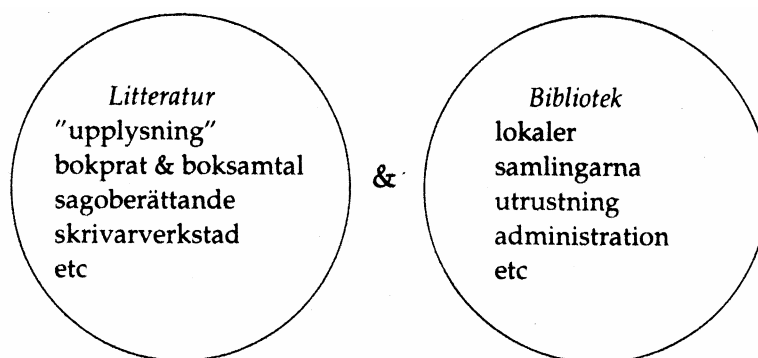 Litteratur
"upplysning"
bokprat & boksamtal
sagoberättande
skrivarverkstad
etc
&
Bibliotek
lokaler
samlingarna
utrustning
administration
etc